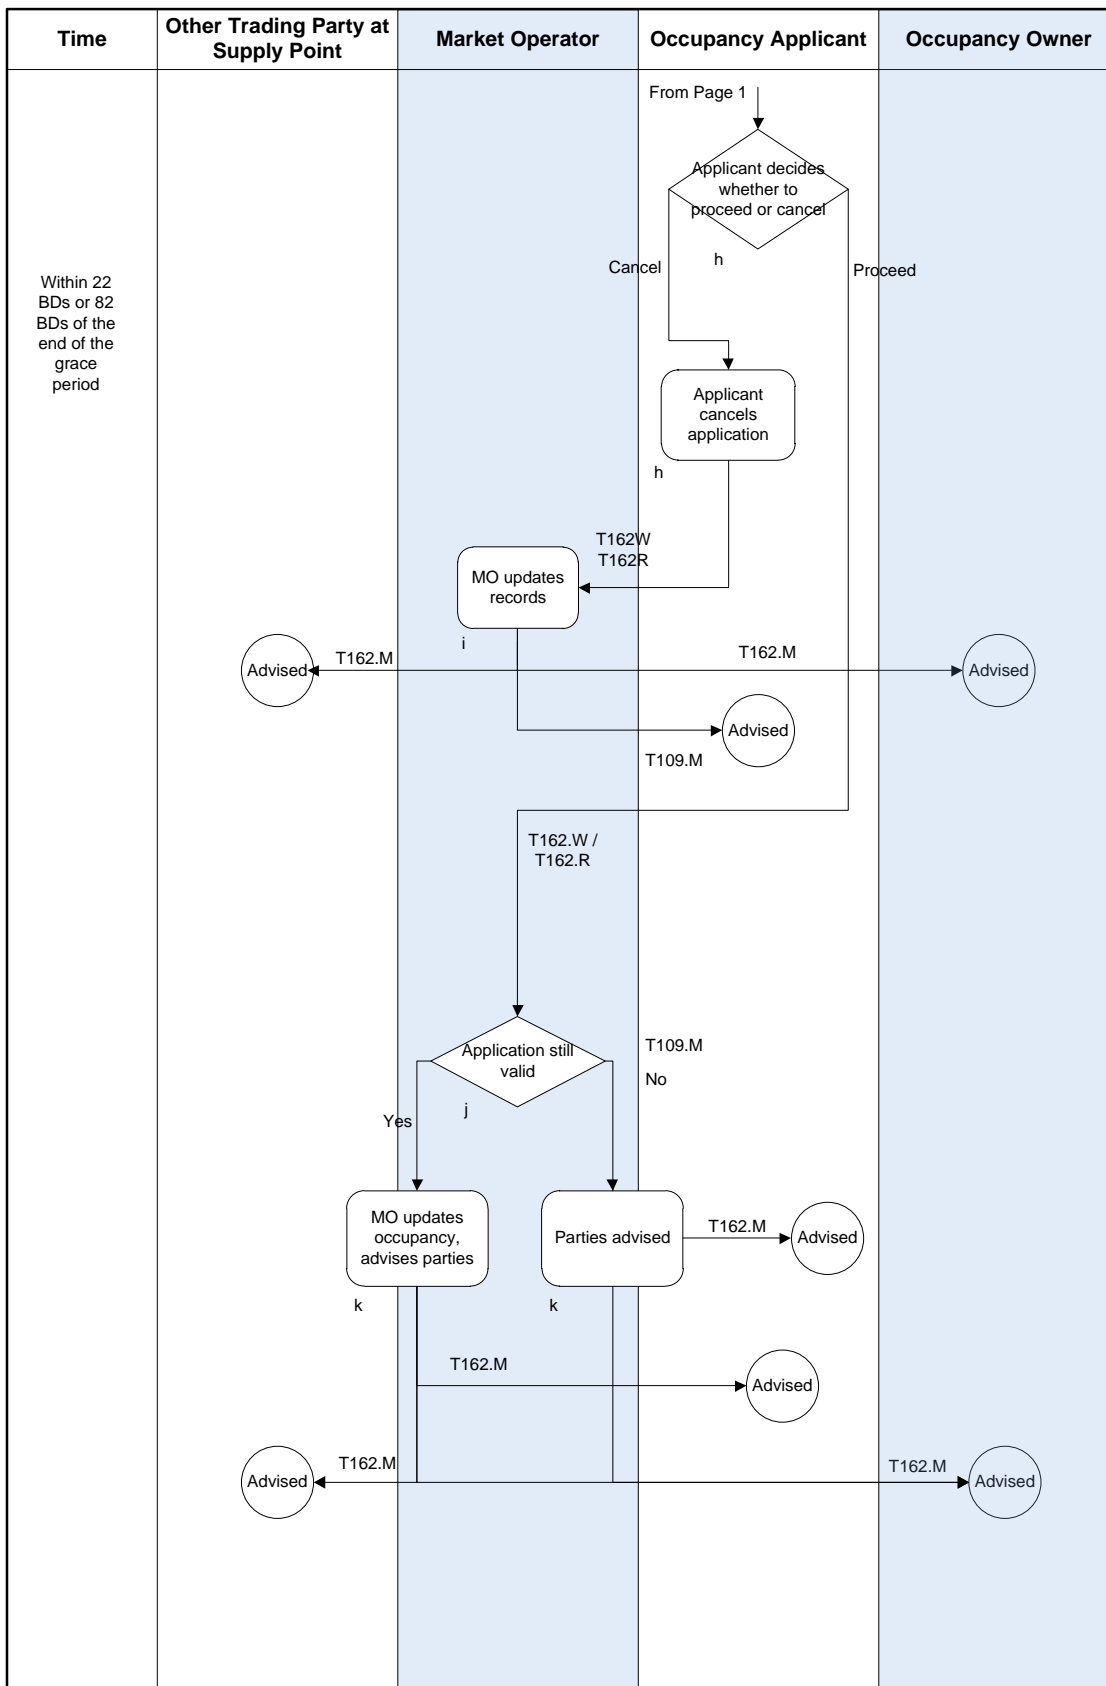 Time
Other Trading Party at
Supply Point
Market Operator
Occupancy Applicant
Occupancy Owner
From Page 1
Applicant decides
whether to
proceed or cancel
h
Cancel
Proceed
Within 22
BDs or 82
BDs of the
end of the
grace
period
Applicant
cancels
application
h
T162W
T162R
MO updates
records
i
Advised
T162.M
T162.M
Advised
Advised
T109.M
T162.W /
T162.R
Application still
valid
T109.M
No
j
Yes
MO updates
occupancy,
advises parties
k
Parties advised
k
T162.M
Advised
T162.M
Advised
Advised
T162.M
T162.M
Advised